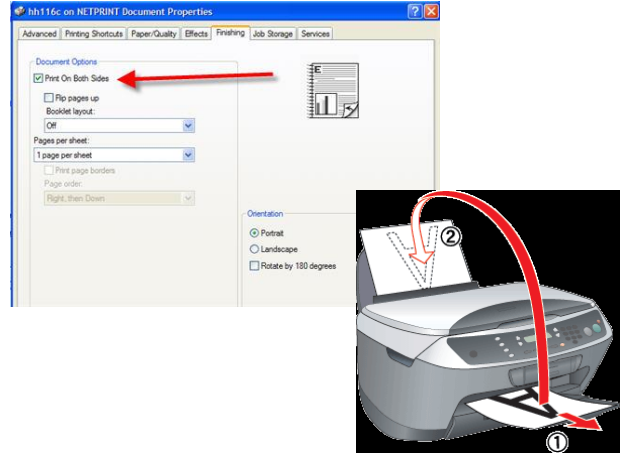 hh116c on NETPRINT Document Properties
Advanced Printing Shortcuts Paper/Quality Effects Finishing Job Storage Services
Document Options
Print On Both Sides
Flip pages up
Booklet layout:
Off
Pages per sheet:
1 page per sheet
Print page borders
Page order:
Right, then Down
E
Orientation
Portrait
Landscape
Rotate by 180 degrees
②
A
①